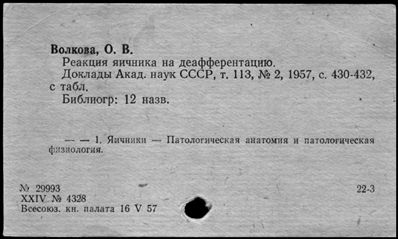 Волкова, О. В.
Реакция яичника на деафферентацию.
Доклады Акад. наук СССР, т. 113, № 2, 1957, с. 430-432,
с табл.
Библиогр: 12 назв.
— — 1. Яичники — Патологическая анатомия и патологическая
физиология.
№ 29993 22-3
XXIV № 4328
Всесоюз. кн. палата 16 V 57